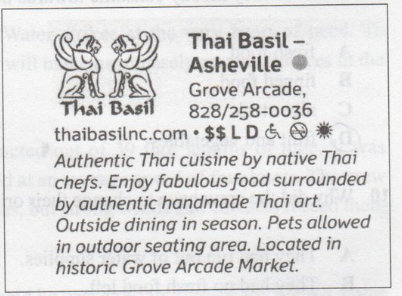 Thai Basil
Thai Basil –
Asheville
Grove Arcade,
828/258-0036
thaibasilnc.com • $$ L D
Authentic Thai cuisine by native Thai
chefs. Enjoy fabulous food surrounded
by authentic handmade Thai art.
Outside dining in season. Pets allowed
in outdoor seating area. Located in
historic Grove Arcade Market.